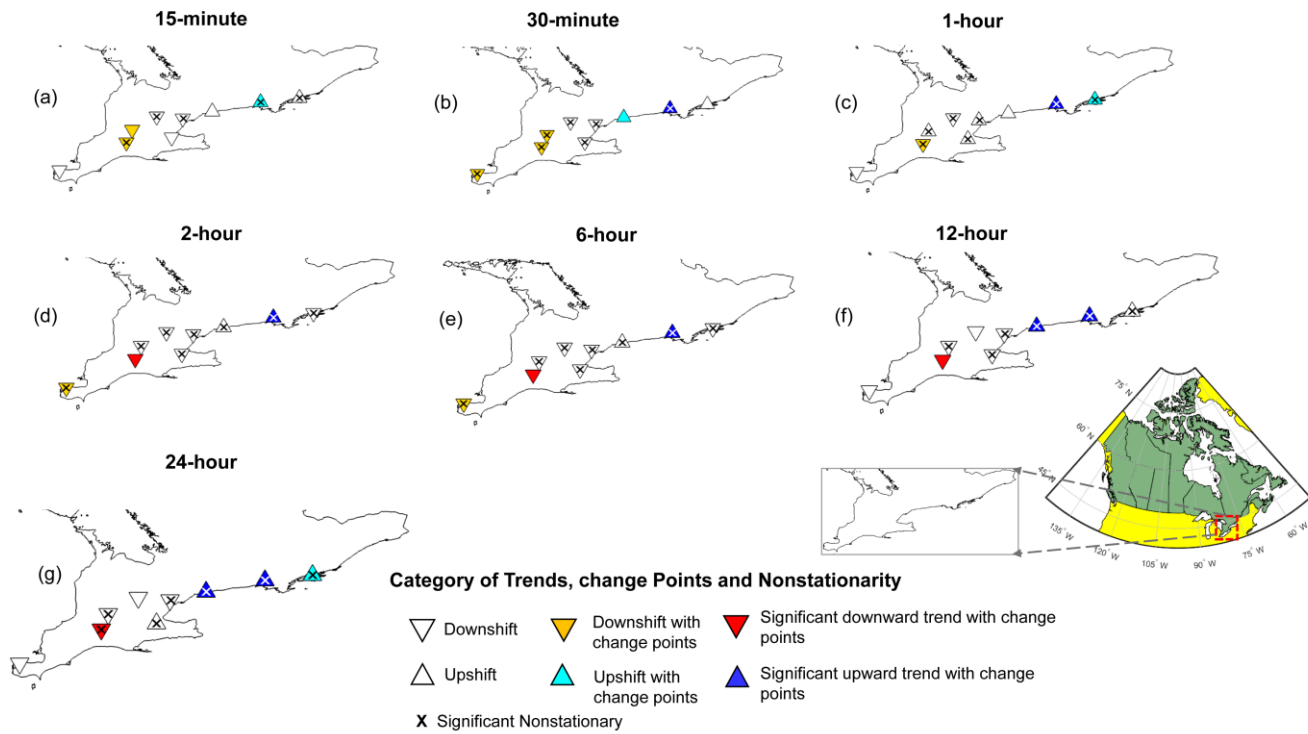 15-minute
30-minute
1-hour
(a)
(b)
(c)
2-hour
6-hour
12-hour
(d)
(e)
(f)
24-hour
(g)
75° N
60° N
45° N
135° W
120° W
105° W
90° W
75° W
60° W
Category of Trends, change Points and Nonstationarity
Downshift
Downshift with
change points
Significant downward trend with change
points
Upshift
Upshift with
change points
Significant upward trend with change
points
X Significant Nonstationary